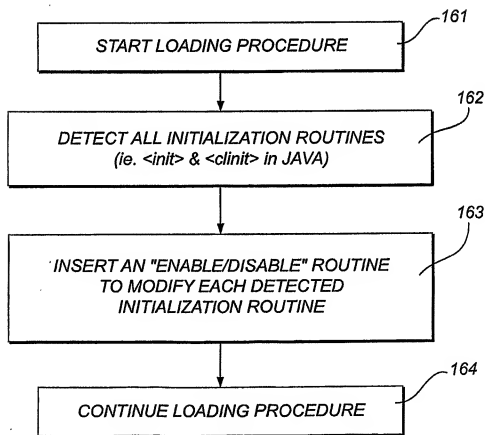 161
START LOADING PROCEDURE
162
DETECT ALL INITIALIZATION ROUTINES
(ie. <init> & <clinit> in JAVA)
163
INSERT AN "ENABLE/DISABLE" ROUTINE
TO MODIFY EACH DETECTED
INITIALIZATION ROUTINE
164
CONTINUE LOADING PROCEDURE